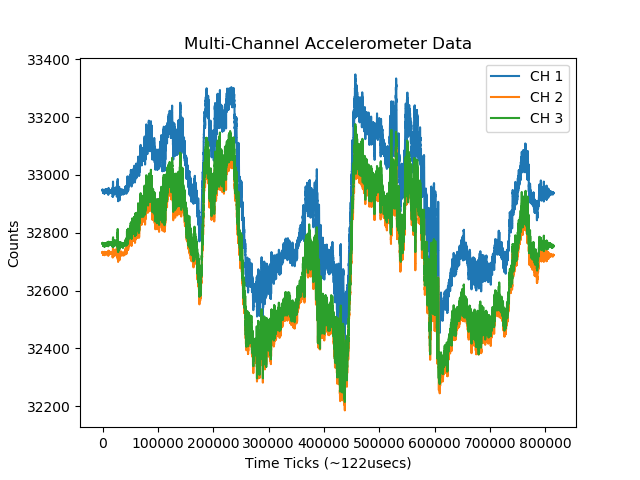 Multi-Channel Accelerometer Data
33400
33200
33000
32800
32600
32400
32200
Counts
CH 1
CH 2
CH 3
0 100000 200000 300000 400000 500000 600000 700000 800000
Time Ticks (~122usecs)